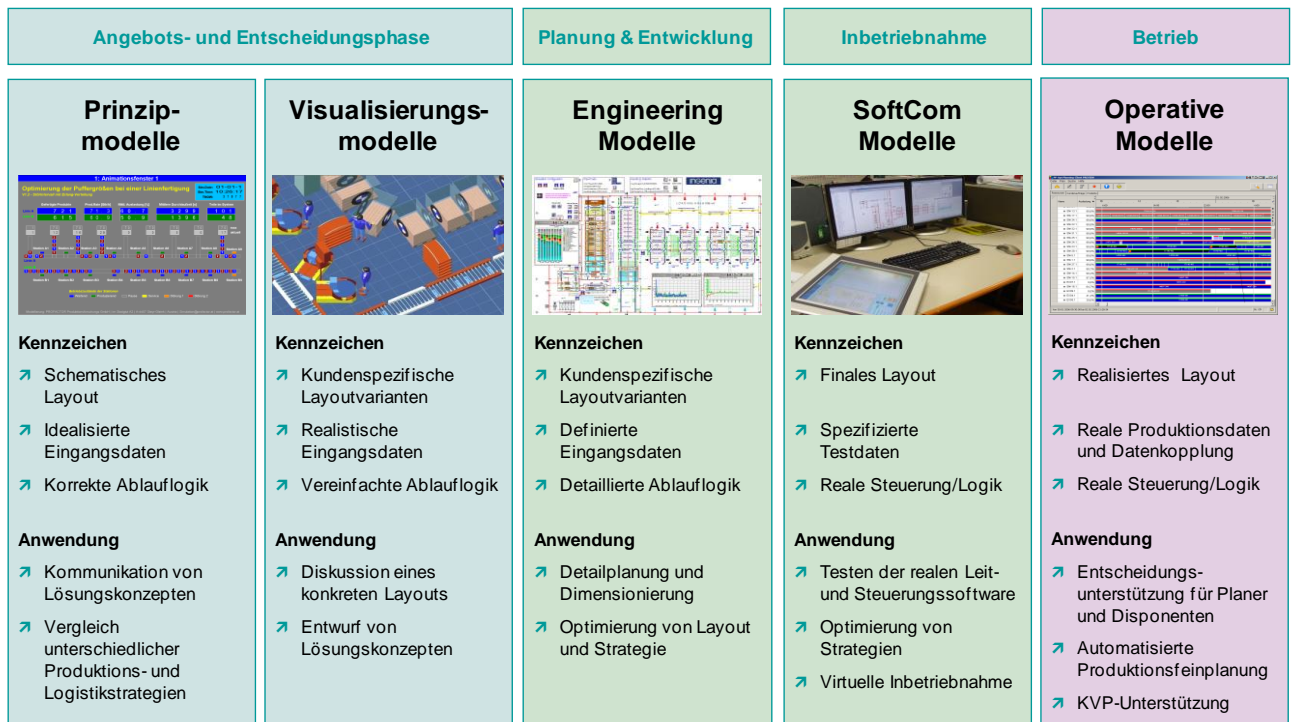 Angebots- und Entscheidungsphase
Planung & Entwicklung
Inbetriebnahme
Betrieb
Prinzip-
modelle
1: Animationsfenster 1
Optimierung der Puffergrößen bei einer Linienfertigung
Kennzeichen
Schematisches
Layout
Idealisierte
Eingangsdaten
Korrekte Ablauflogik
Anwendung
Kommunikation von
Lösungskonzepten
Vergleich
unterschiedlicher
Produktions- und
Logistikstrategien
Visualisierungs-
modelle
Kennzeichen
Kundenspezifische
Layoutvarianten
Realistische
Eingangsdaten
Vereinfachte Ablauflogik
Anwendung
Diskussion eines
konkreten Layouts
Entwurf von
Lösungskonzepten
Engineering
Modelle
Kennzeichen
Kundenspezifische
Layoutvarianten
Definierte
Eingangsdaten
Detaillierte Ablauflogik
Anwendung
Detailplanung und
Dimensionierung
Optimierung von Layout
und Strategie
SoftCom
Modelle
Kennzeichen
Finales Layout
Spezifizierte
Testdaten
Reale Steuerung/Logik
Anwendung
Testen der realen Leit-
und Steuerungssoftware
Optimierung von
Strategien
Virtuelle Inbetriebnahme
Operative
Modelle
Kennzeichen
Realisiertes Layout
Reale Produktionsdaten
und Datenkopplung
Reale Steuerung/Logik
Anwendung
Entscheidungs-
unterstützung für Planer
und Disponenten
Automatisierte
Produktionsfeinplanung
KVP-Unterstützung